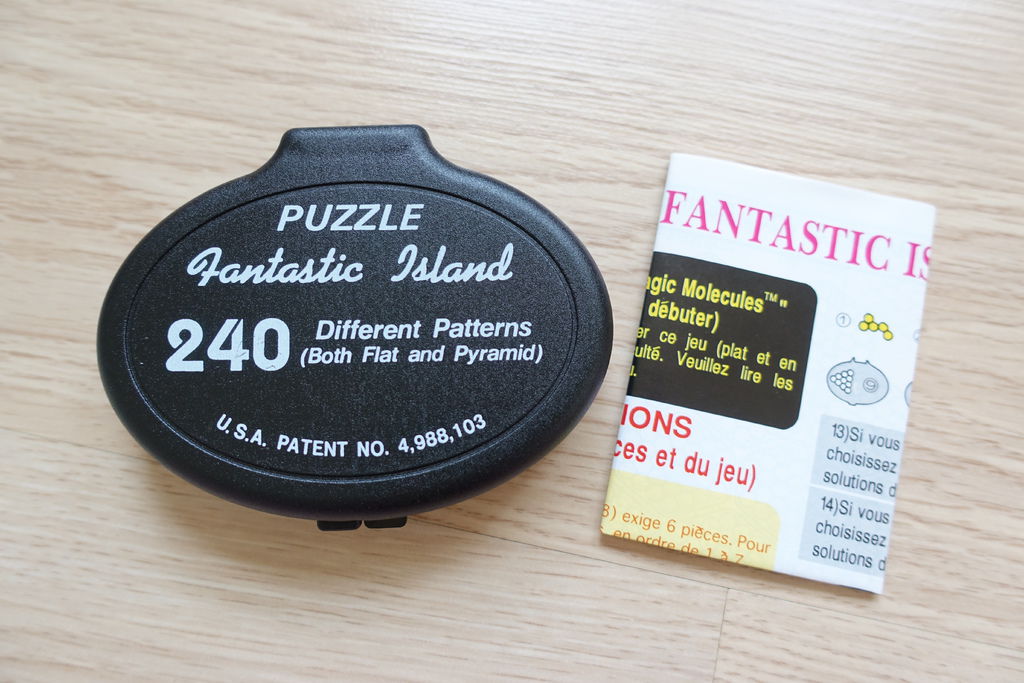 PUZZLE
Fantastic Island
240 Different Patterns
(Both Flat and Pyramid)
U.S.A. PATENT NO. 4,988,103
FANTASTIC IS
agic Molecules™"
débuter)
er ce jeu (plat et en
ulté. Veuillez lire les
IONS
ces et du jeu)
3) exige 6 pièces. Pour
en ordre de 1 à 7
1
13)Si vous
choisissez
solutions d
14)Si vous
choisissez
solutions d